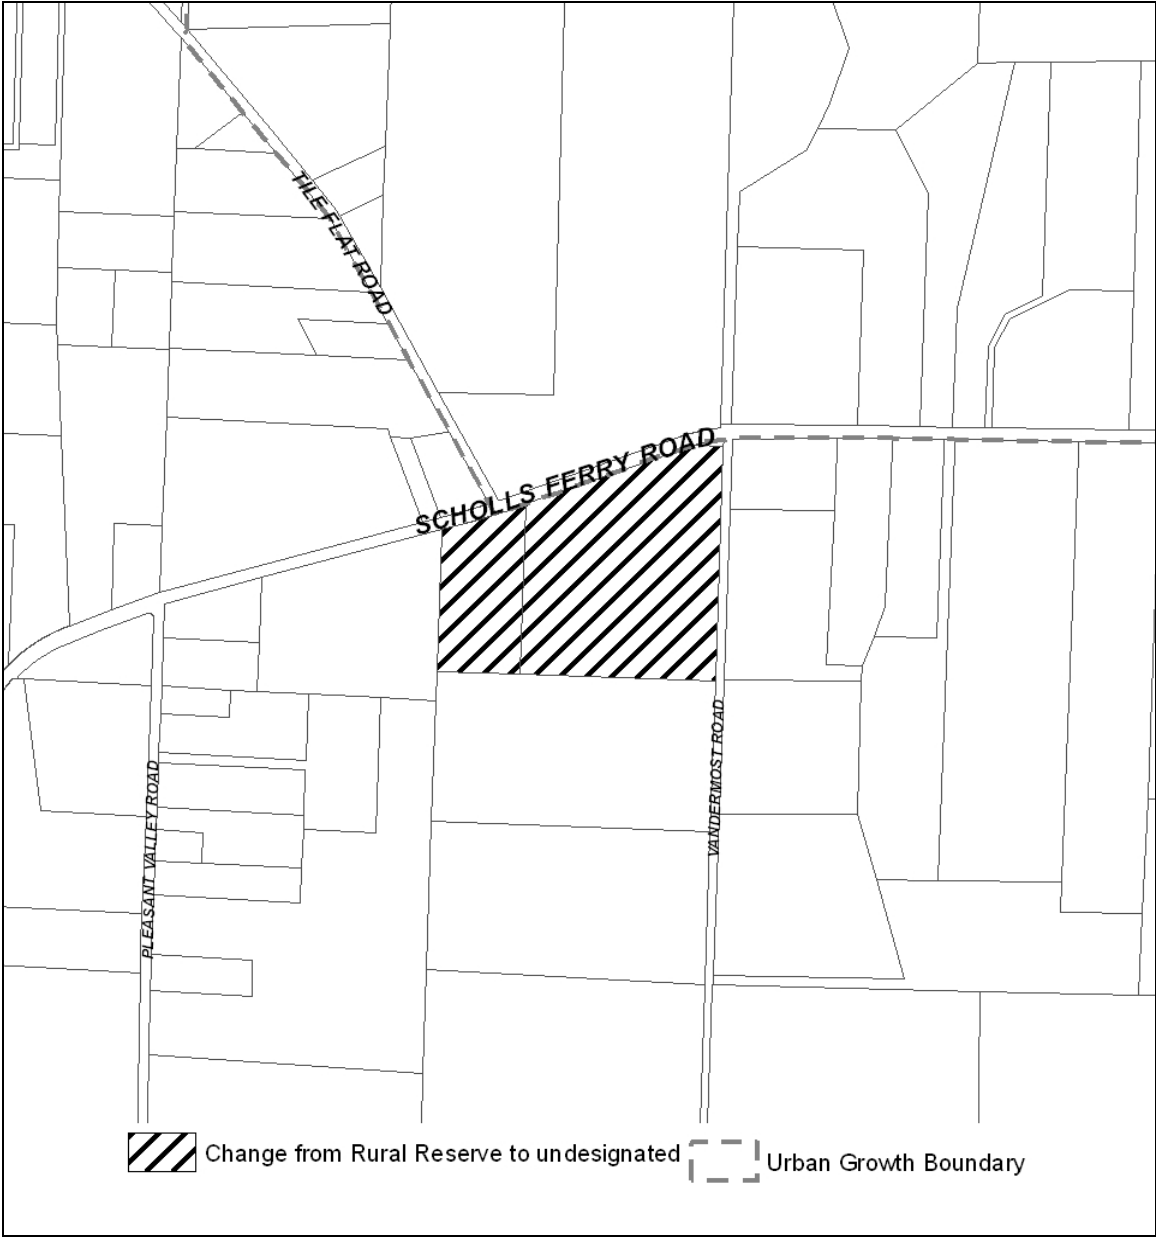 TILE FLAT ROAD
SCHOLLS FERRY ROAD
VANDERMOST ROAD
PLEASANT VALLEY ROAD
Change from Rural Reserve to undesignated
Urban Growth Boundary